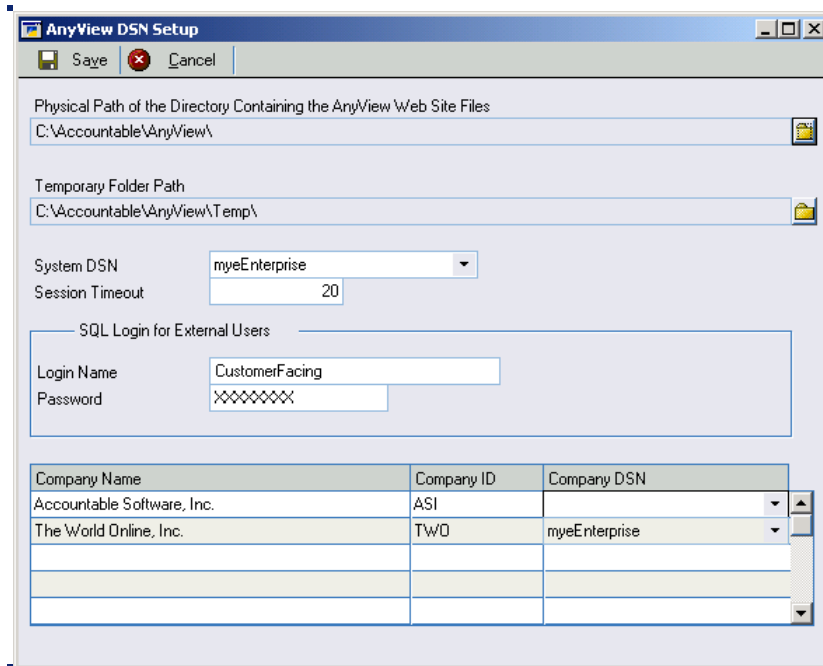 AnyView DSN Setup
Save Cancel
Physical Path of the Directory Containing the AnyView Web Site Files
C:\Accountable\AnyView\
Temporary Folder Path
C:\Accountable\AnyView\Temp\
System DSN myeEnterprise
Session Timeout 20
SQL Login for External Users
Login Name CustomerFacing
Password XXXXXXXX
Company Name Company ID Company DSN
Accountable Software, Inc. ASI
The World Online, Inc. TWO myeEnterprise